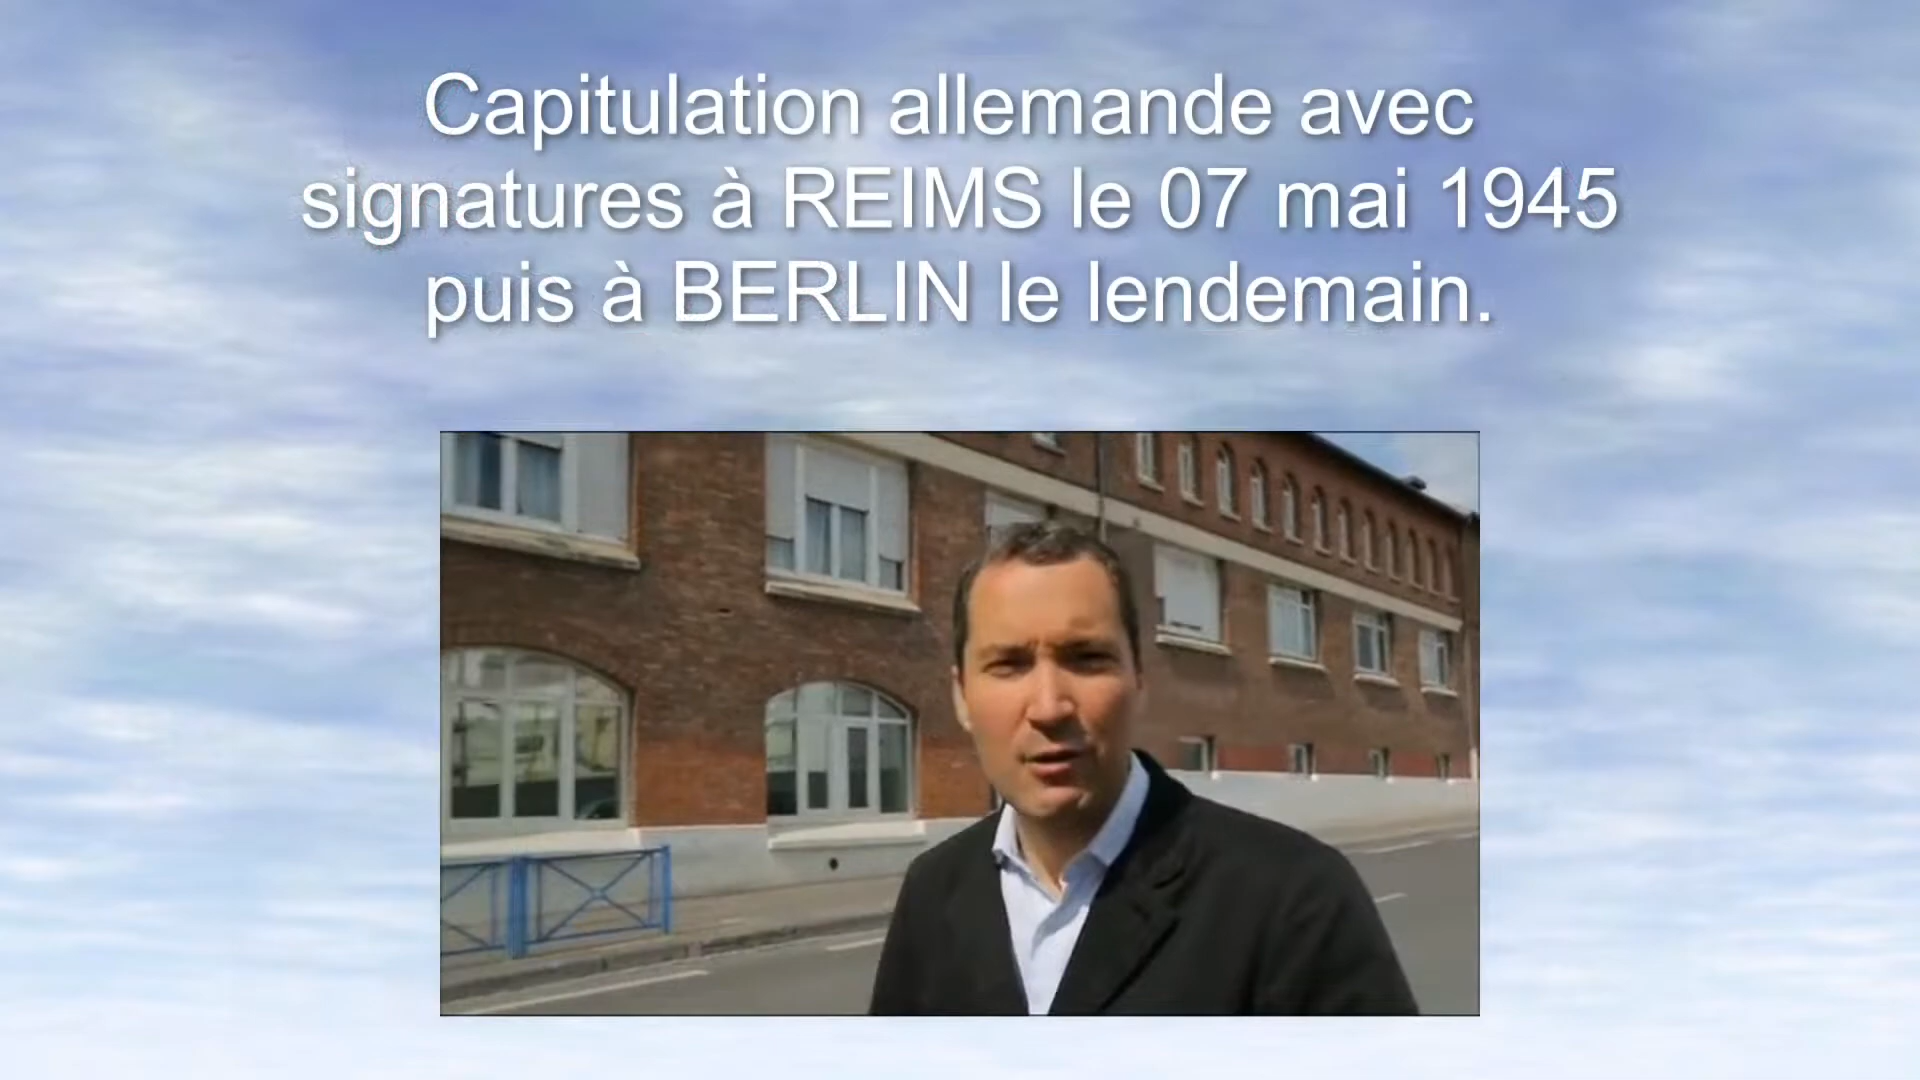 Capitulation allemande avec
signatures à REIMS le 07 mai 1945
puis à BERLIN le lendemain.